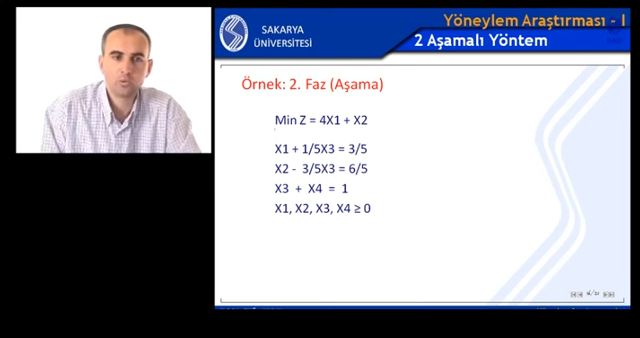 SAKARYA
ÜNİVERSİTESİ
Yöneylem Araştırması - I
2 Aşamalı Yöntem
Örnek: 2. Faz (Aşama)
Min Z = 4X1 + X2
X1 + 1/5X3 = 3/5
X2 - 3/5X3 = 6/5
X3 + X4 = 1
X1, X2, X3, X4 ≥ 0